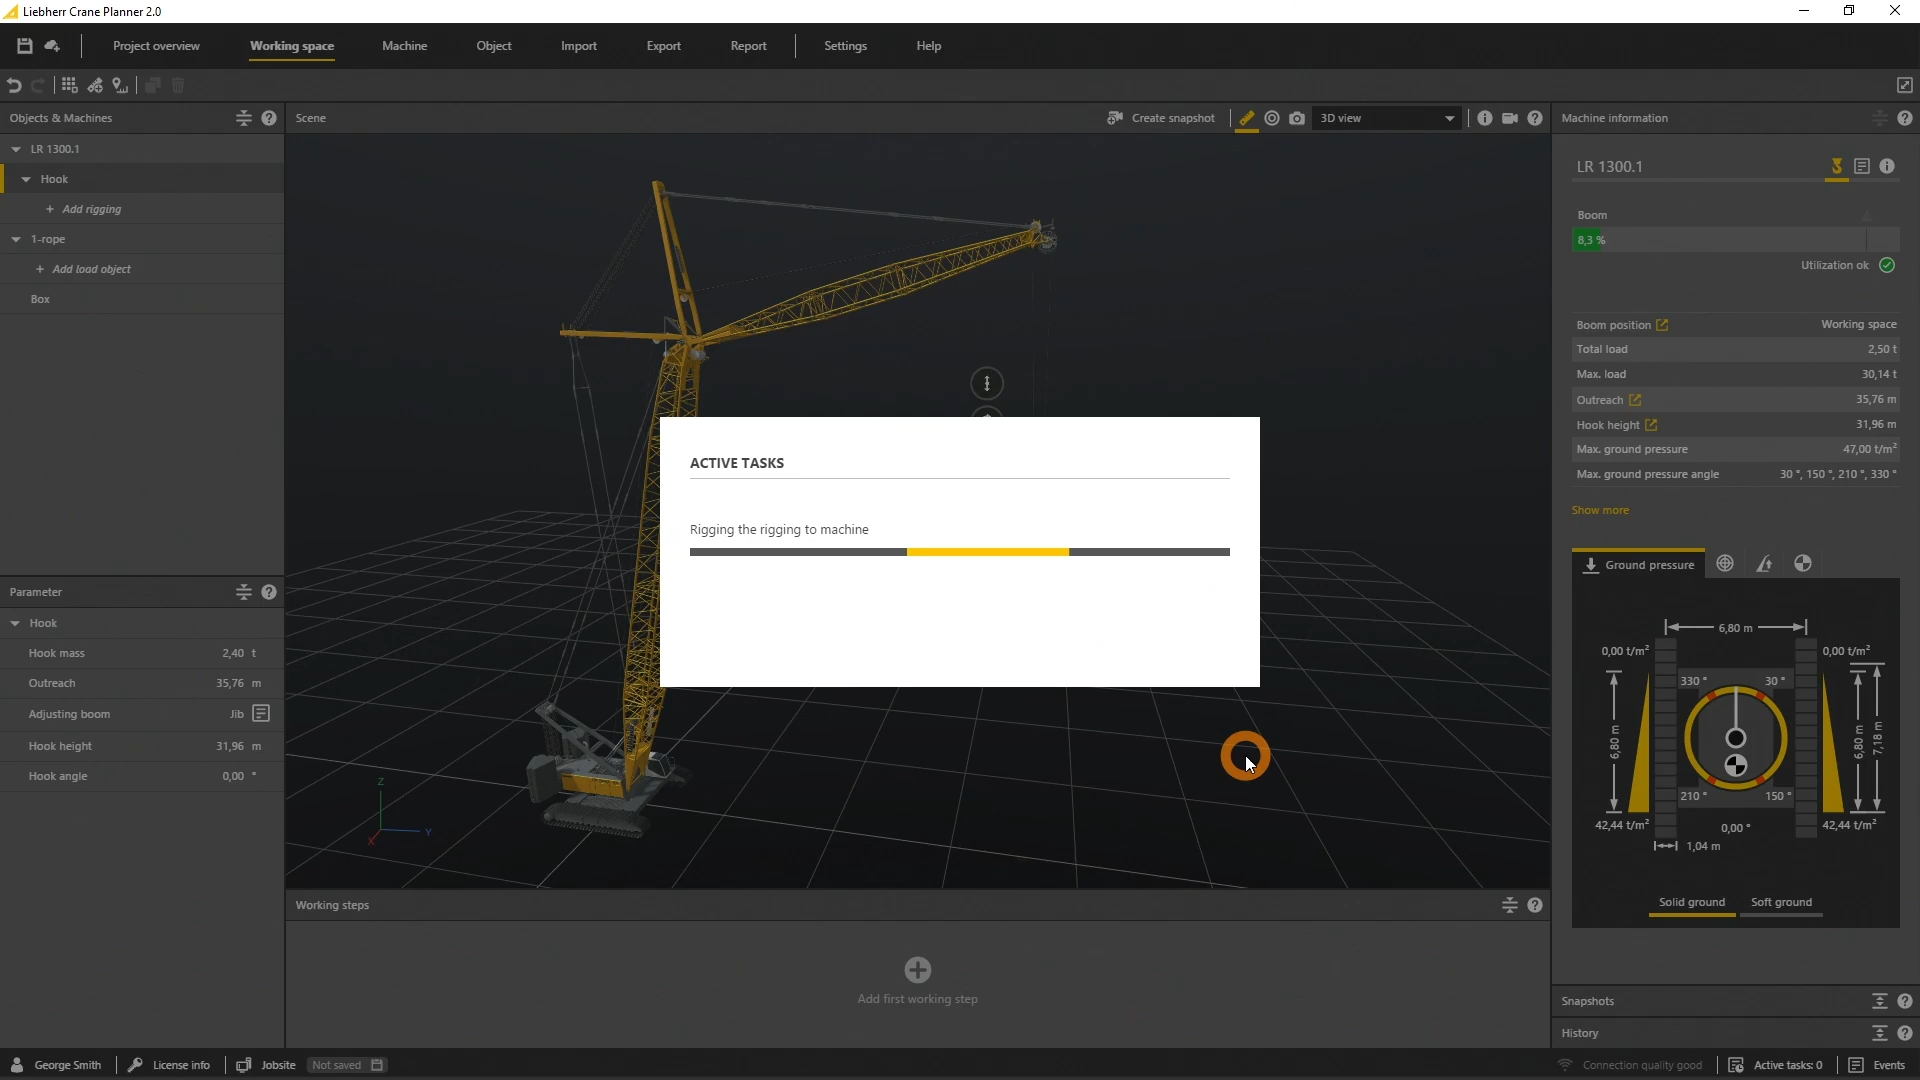 Liebherr Crane Planner 2.0
Project overview
Working space
Machine
Object
Import
Export
Report
Settings
Help
Objects & Machines
LR 1300.1
Hook
+ Add rigging
1-rope
+ Add load object
Box
Scene
Create snapshot
3D view
Machine information
LR 1300.1
Boom
8,3 %
Utilization ok
Boom position Working space
Total load 2,50 t
Max. load 30,14 t
Outreach 35,76 m
Hook height 31,96 m
Max. ground pressure 47,00 t/m²
Max. ground pressure angle 30 °, 150 °, 210 °, 330 °
Show more
Ground pressure
6,80 m
0,00 t/m² 0,00 t/m²
330 ° 30 °
6,80 m 6,80 m 7,18 m
210 ° 150 °
42,44 t/m² 0,00 ° 42,44 t/m²
1,04 m
Solid ground Soft ground
ACTIVE TASKS
Rigging the rigging to machine
Parameter
Hook
Hook mass 2,40 t
Outreach 35,76 m
Adjusting boom Jib
Hook height 31,96 m
Hook angle 0,00 °
Z
Y
X
Working steps
Add first working step
Snapshots
History
George Smith
License info
Jobsite
Not saved
Connection quality good
Active tasks: 0
Events